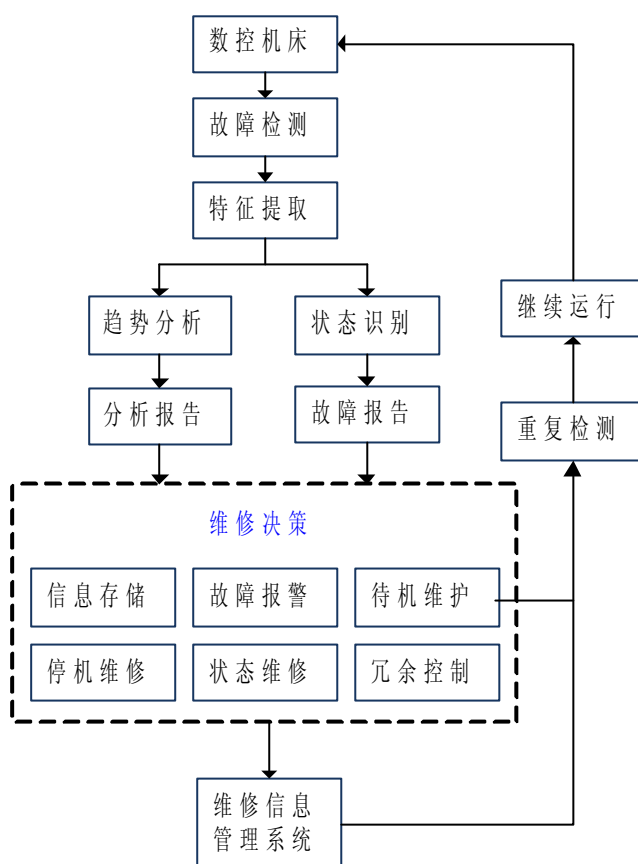 数控机床
故障检测
特征提取
趋势分析
状态识别
继续运行
分析报告
故障报告
重复检测
维修决策
信息存储
故障报警
待机维护
停机维修
状态维修
冗余控制
维修信息
管理系统